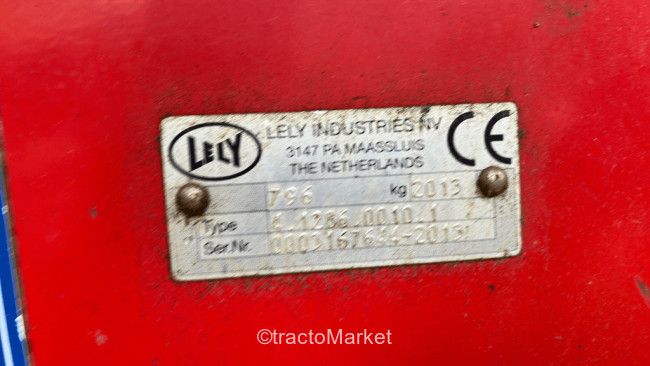 LELY
LELY INDUSTRIES NV
3147 PA MAASSLUIS
THE NETHERLANDS
CE
796 kg 2013
Type
Ser.Nr.
©tractoMarket